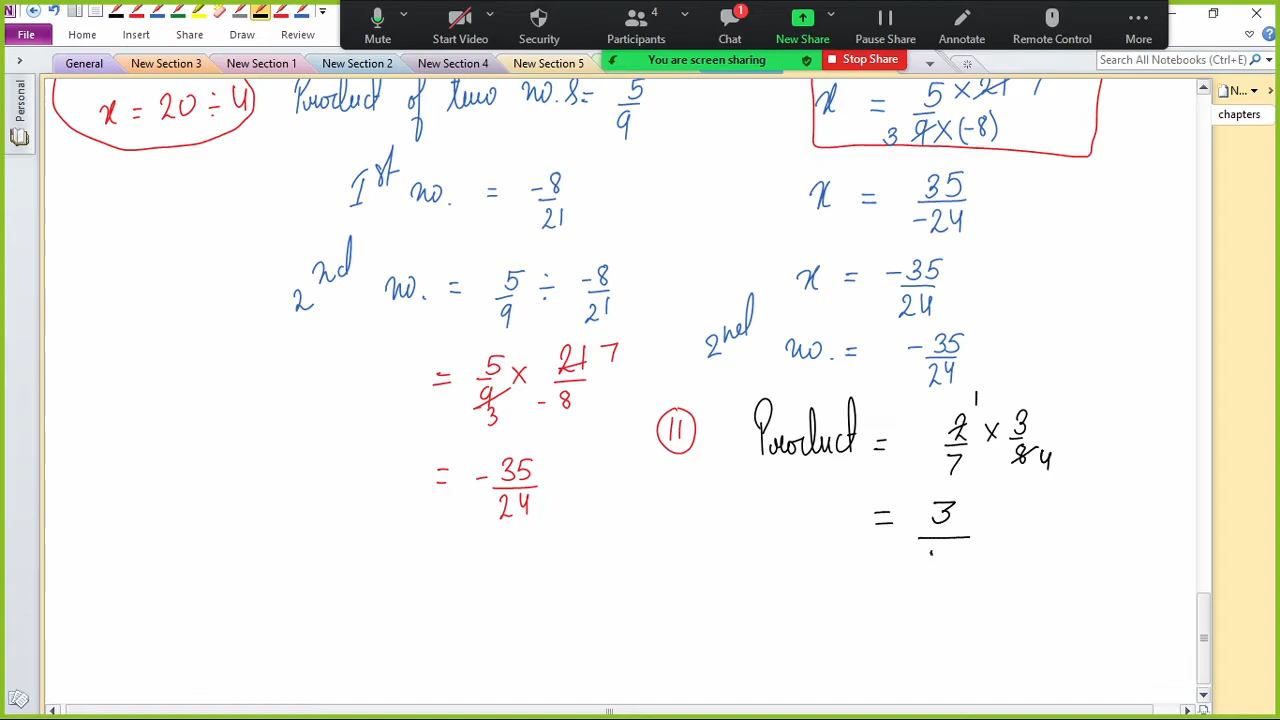 Mute
Start Video
Security
4
Participants
1
Chat
New Share
Pause Share
Annotate
Remote Control
More
File
Home
Insert
Share
Draw
Review
You are screen sharing
Stop Share
General
New Section 3
New Section 1
New Section 2
New Section 4
New Section 5
Search All Notebooks (Ctrl+E)
Personal
N...
chapters
x = 20 ÷ 4
Product of two no.s = 5/9
x = 5 × 21 7 / 3 9 × (-8)
Ist no. = -8/21
x = 35/-24
2nd no. = 5/9 ÷ -8/21
x = -35/24
2nd no. = -35/24
= 5/9 3 × 21 7/-8
= -35/24
11
Product = 2 1/7 × 3/8 4
= 3